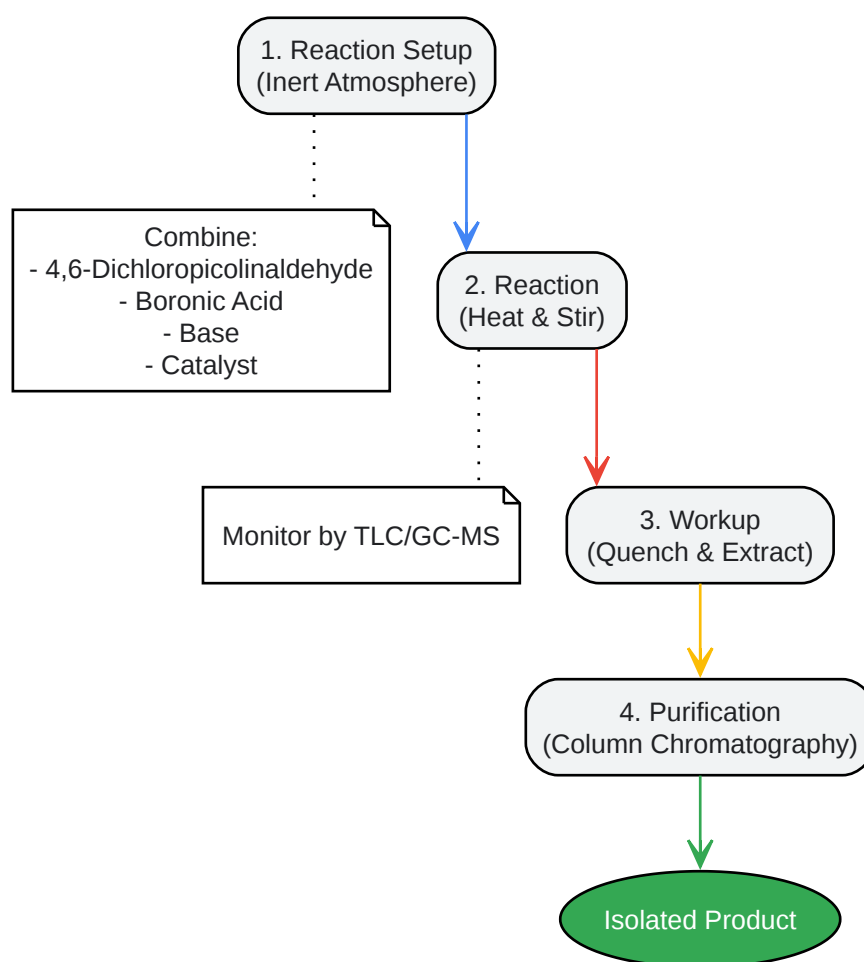 1. Reaction Setup
(Inert Atmosphere)
Combine:
- 4,6-Dichloropicolinaldehyde
- Boronic Acid
- Base
- Catalyst
2. Reaction
(Heat & Stir)
Monitor by TLC/GC-MS
3. Workup
(Quench & Extract)
4. Purification
(Column Chromatography)
Isolated Product